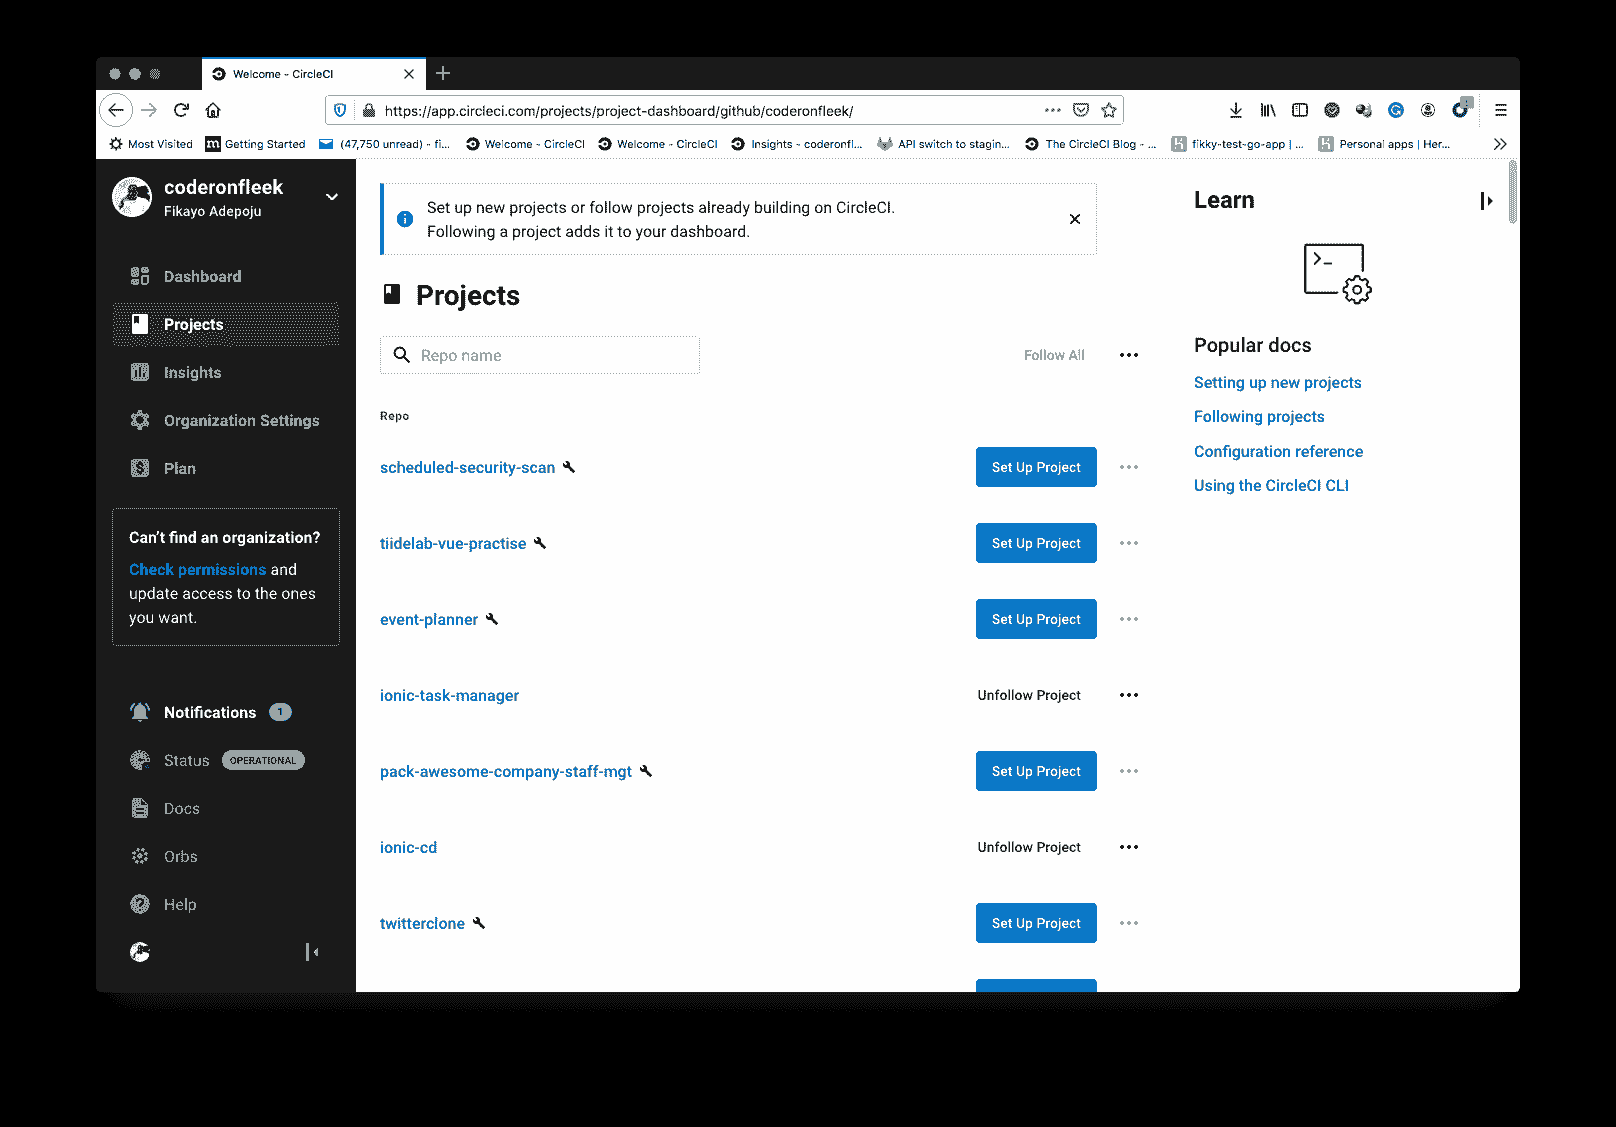 Welcome - CircleCI
https://app.circleci.com/projects/project-dashboard/github/coderonfleek/
Most Visited
Getting Started
(47,750 unread) - fi...
Welcome - CircleCI
Welcome - CircleCI
Insights - coderonfl...
API switch to stagin...
The CircleCI Blog - ...
fikky-test-go-app | ...
Personal apps | Her...
coderonfleek
Fikayo Adepoju
Dashboard
Projects
Insights
Organization Settings
Plan
Can't find an organization?
Check permissions and
update access to the ones
you want.
Notifications 1
Status OPERATIONAL
Docs
Orbs
Help
Set up new projects or follow projects already building on CircleCI.
Following a project adds it to your dashboard.
Projects
Repo name
Follow All
Repo
scheduled-security-scan
Set Up Project
tiidelab-vue-practise
Set Up Project
event-planner
Set Up Project
ionic-task-manager
Unfollow Project
pack-awesome-company-staff-mgt
Set Up Project
ionic-cd
Unfollow Project
twitterclone
Set Up Project
Learn
Popular docs
Setting up new projects
Following projects
Configuration reference
Using the CircleCI CLI